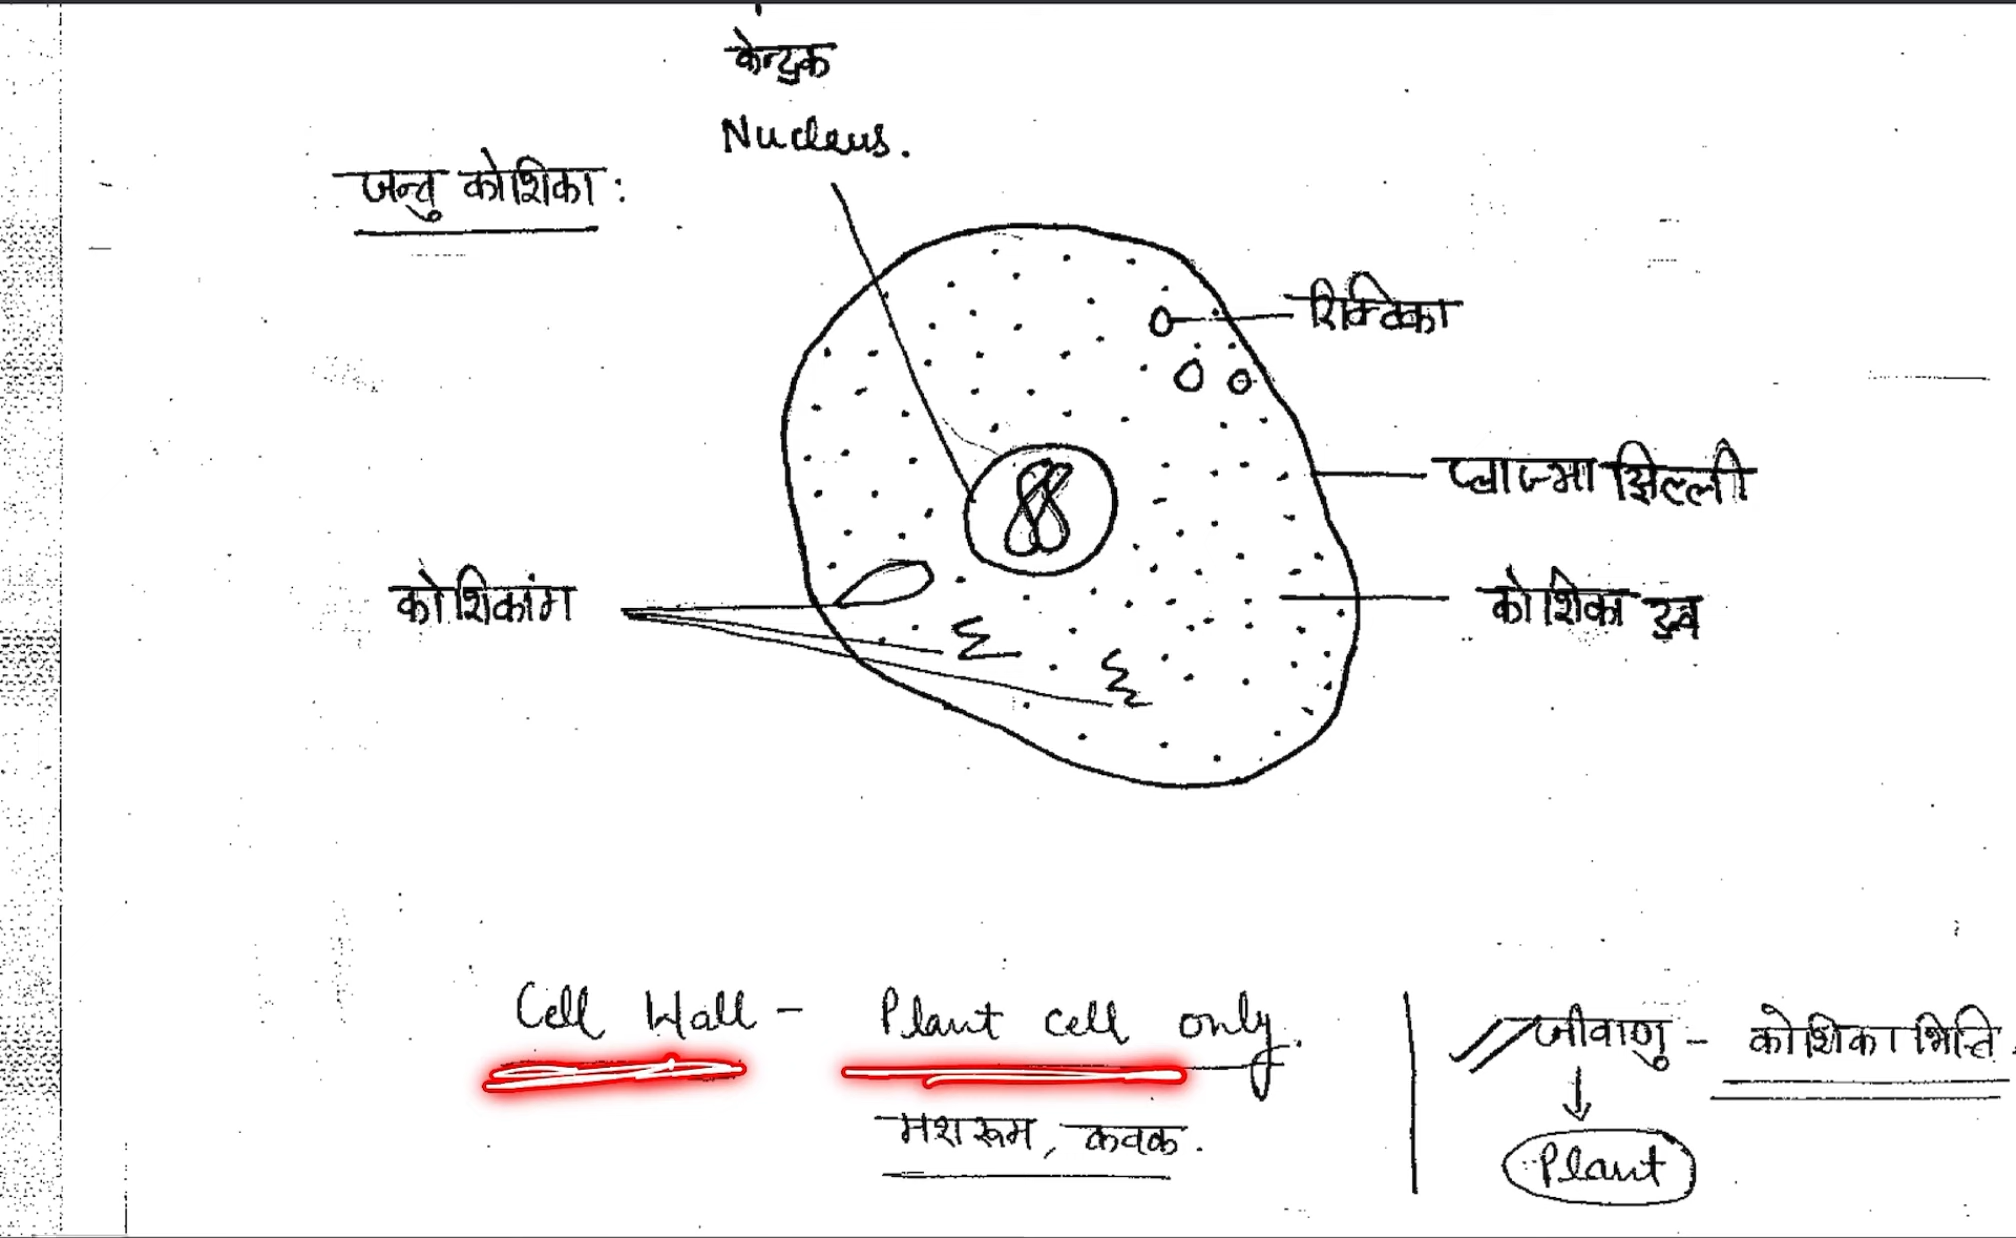 केन्द्रक
Nucleus.
जन्तु कोशिका :
रिक्तिका
प्लाज्मा झिल्ली
कोशिकांग
कोशिका द्रव
Cell Wall - Plant cell only.
मशरूम, कवक.
जीवाणु - कोशिका भित्ति.
Plant